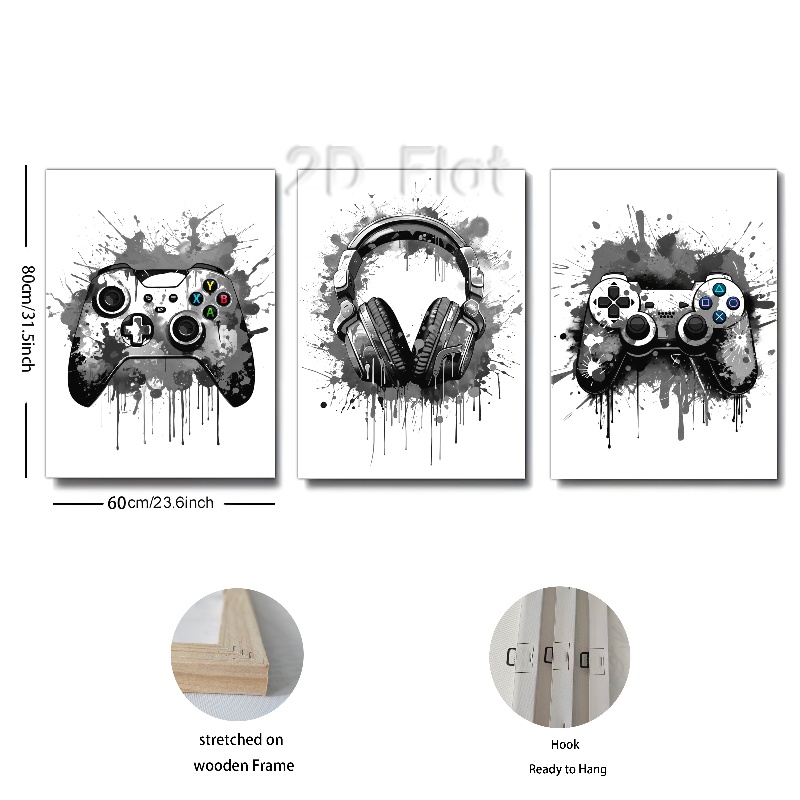 2D Flat
80cm/31.5inch
Y
X
B
A
60cm/23.6inch
stretched on
wooden Frame
Hook
Ready to Hang